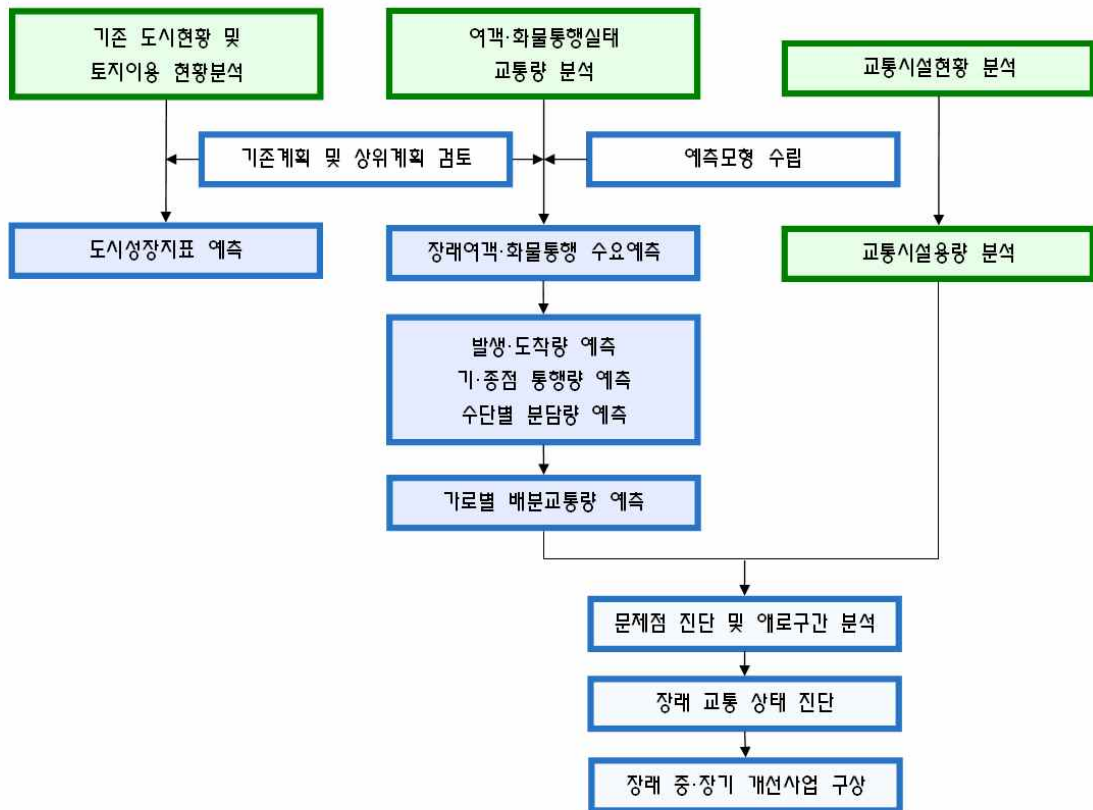 기존 도시현황 및
토지이용 현황분석
여객·화물통행실태
교통량 분석
교통시설현황 분석
기존계획 및 상위계획 검토
예측모형 수립
도시성장지표 예측
장래여객·화물통행 수요예측
교통시설용량 분석
발생·도착량 예측
기·종점 통행량 예측
수단별 분담량 예측
가로별 배분교통량 예측
문제점 진단 및 애로구간 분석
장래 교통 상태 진단
장래 중·장기 개선사업 구상